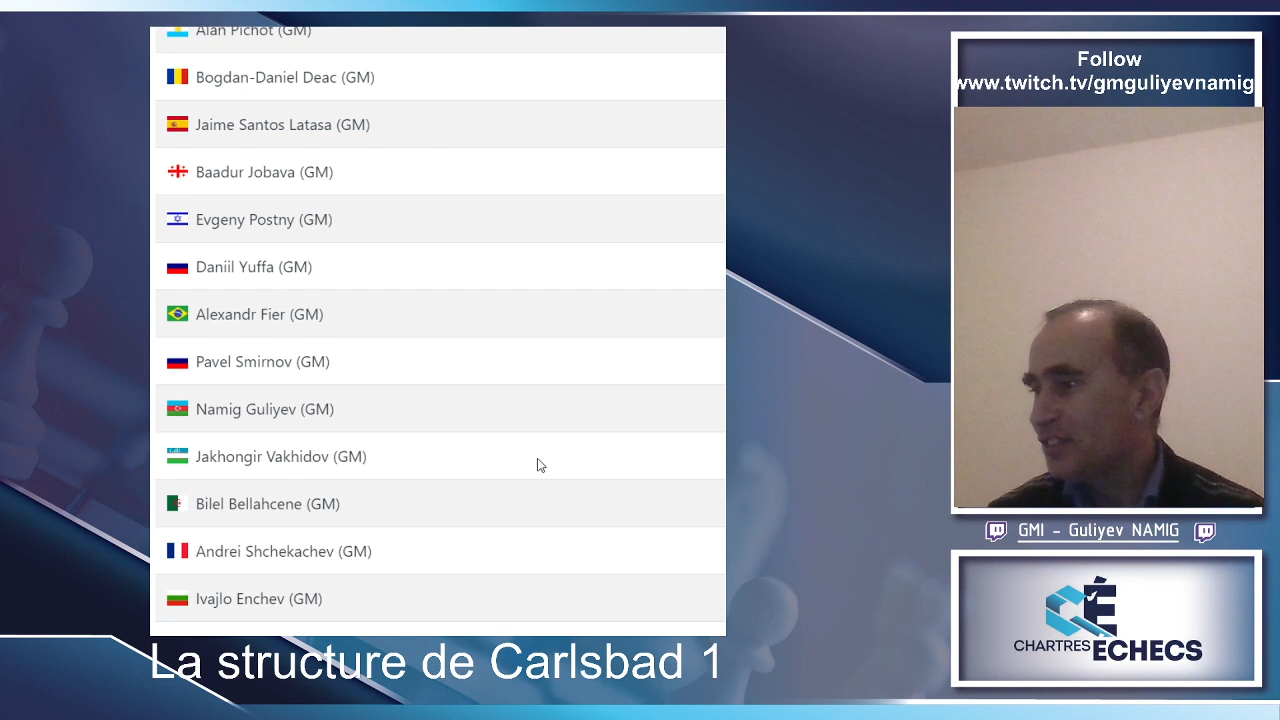 Alan Pichot (GM)
Bogdan-Daniel Deac (GM)
Jaime Santos Latasa (GM)
Baadur Jobava (GM)
Evgeny Postny (GM)
Daniil Yuffa (GM)
Alexandr Fier (GM)
Pavel Smirnov (GM)
Namig Guliyev (GM)
Jakhongir Vakhidov (GM)
Bilel Bellahcene (GM)
Andrei Shchekachev (GM)
Ivajlo Enchev (GM)
La structure de Carlsbad 1
Follow
www.twitch.tv/gmguliyevnamig
GMI - Guliyev NAMIG
CÉ
CHARTRES ÉCHECS